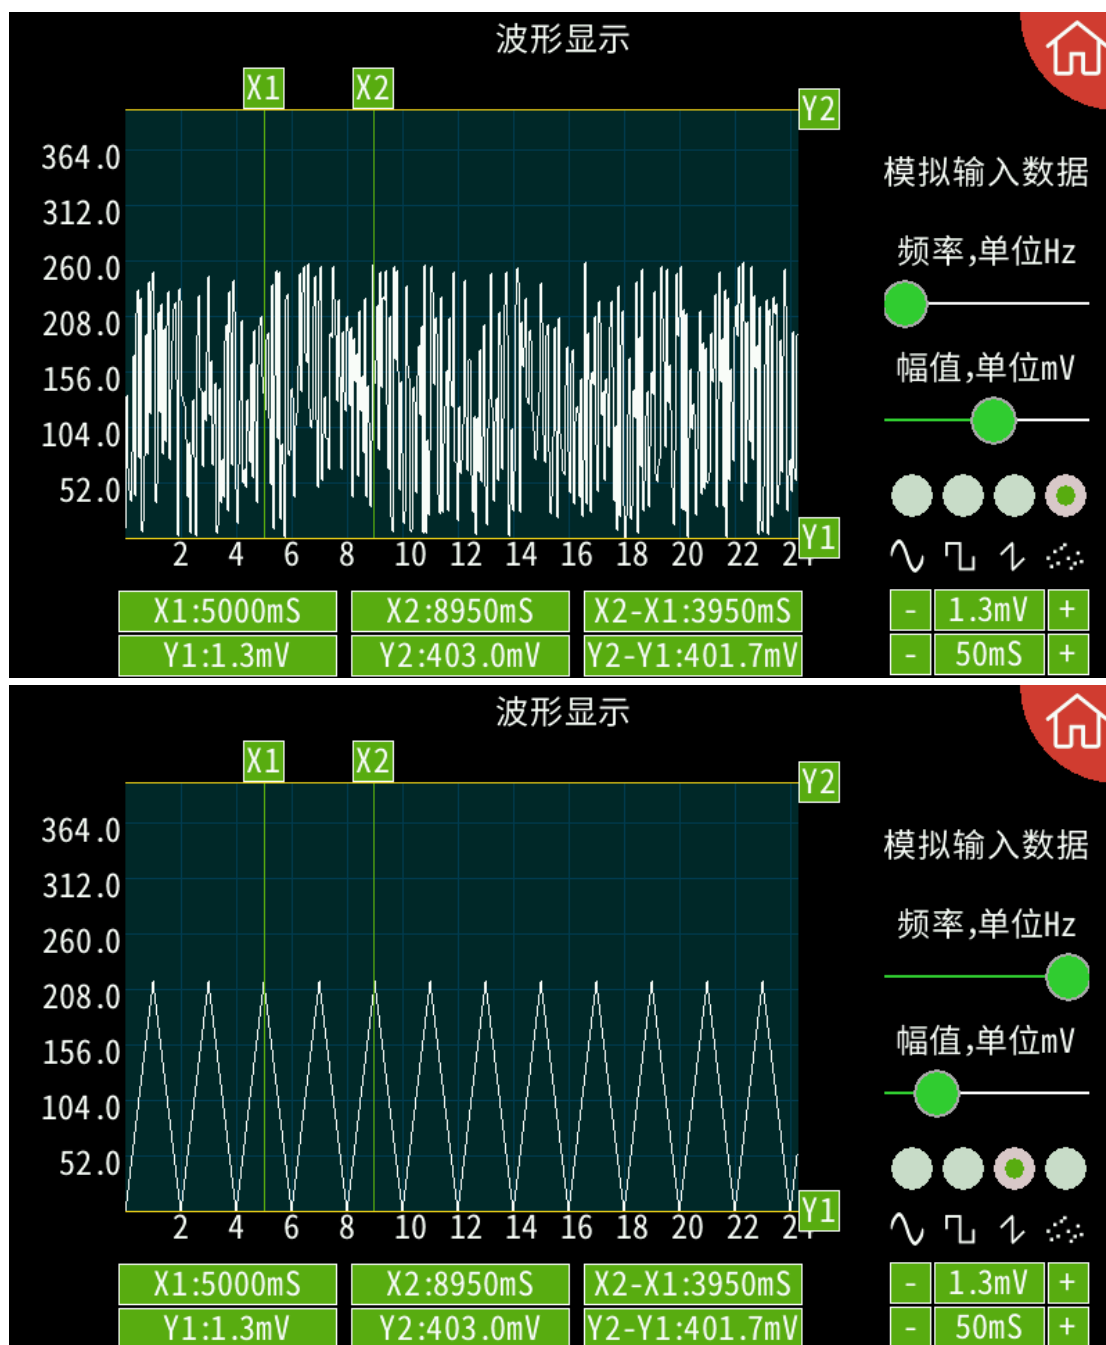 波形显示
X1 X2
Y2
364.0
312.0
260.0
208.0
156.0
104.0
52.0
Y1
2 4 6 8 10 12 14 16 18 20 22
X1:5000mS X2:8950mS X2-X1:3950mS
Y1:1.3mV Y2:403.0mV Y2-Y1:401.7mV
模拟输入数据
频率,单位Hz
幅值,单位mV
- 1.3mV +
- 50mS +
波形显示
X1 X2
Y2
364.0
312.0
260.0
208.0
156.0
104.0
52.0
Y1
2 4 6 8 10 12 14 16 18 20 22
X1:5000mS X2:8950mS X2-X1:3950mS
Y1:1.3mV Y2:403.0mV Y2-Y1:401.7mV
模拟输入数据
频率,单位Hz
幅值,单位mV
- 1.3mV +
- 50mS +